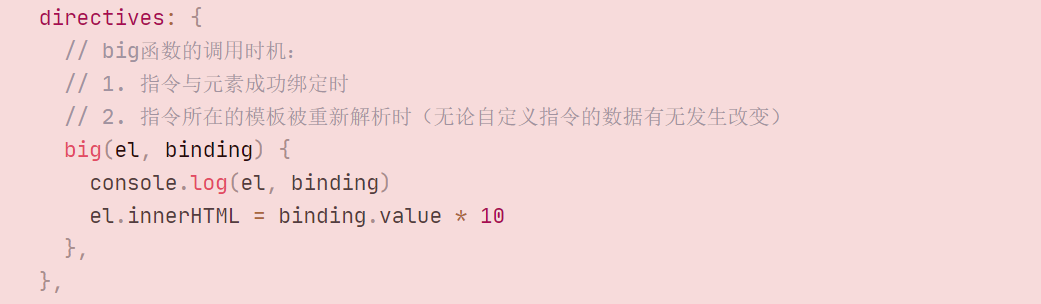 directives: {
// big函数的调用时机：
// 1. 指令与元素成功绑定时
// 2. 指令所在的模板被重新解析时（无论自定义指令的数据有无发生改变）
big(el, binding) {
console.log(el, binding)
el.innerHTML = binding.value * 10
},
},